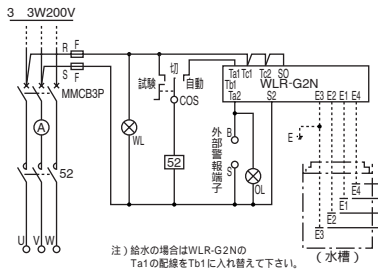 3 3W200V
R F
S F
MMCB3P
A
52
U V W
WL
試験
切
自動
COS
52
外部警報端子
B
S
OL
Ta1 Tc1 Tc2 SO
Tb1
WLR-G2N
Ta2 S2
E3 E2 E1 E4
E
E4
E1
E2
E3
(水槽)
注）給水の場合はWLR-G2Nの
Ta1の配線をTb1に入れ替えて下さい。